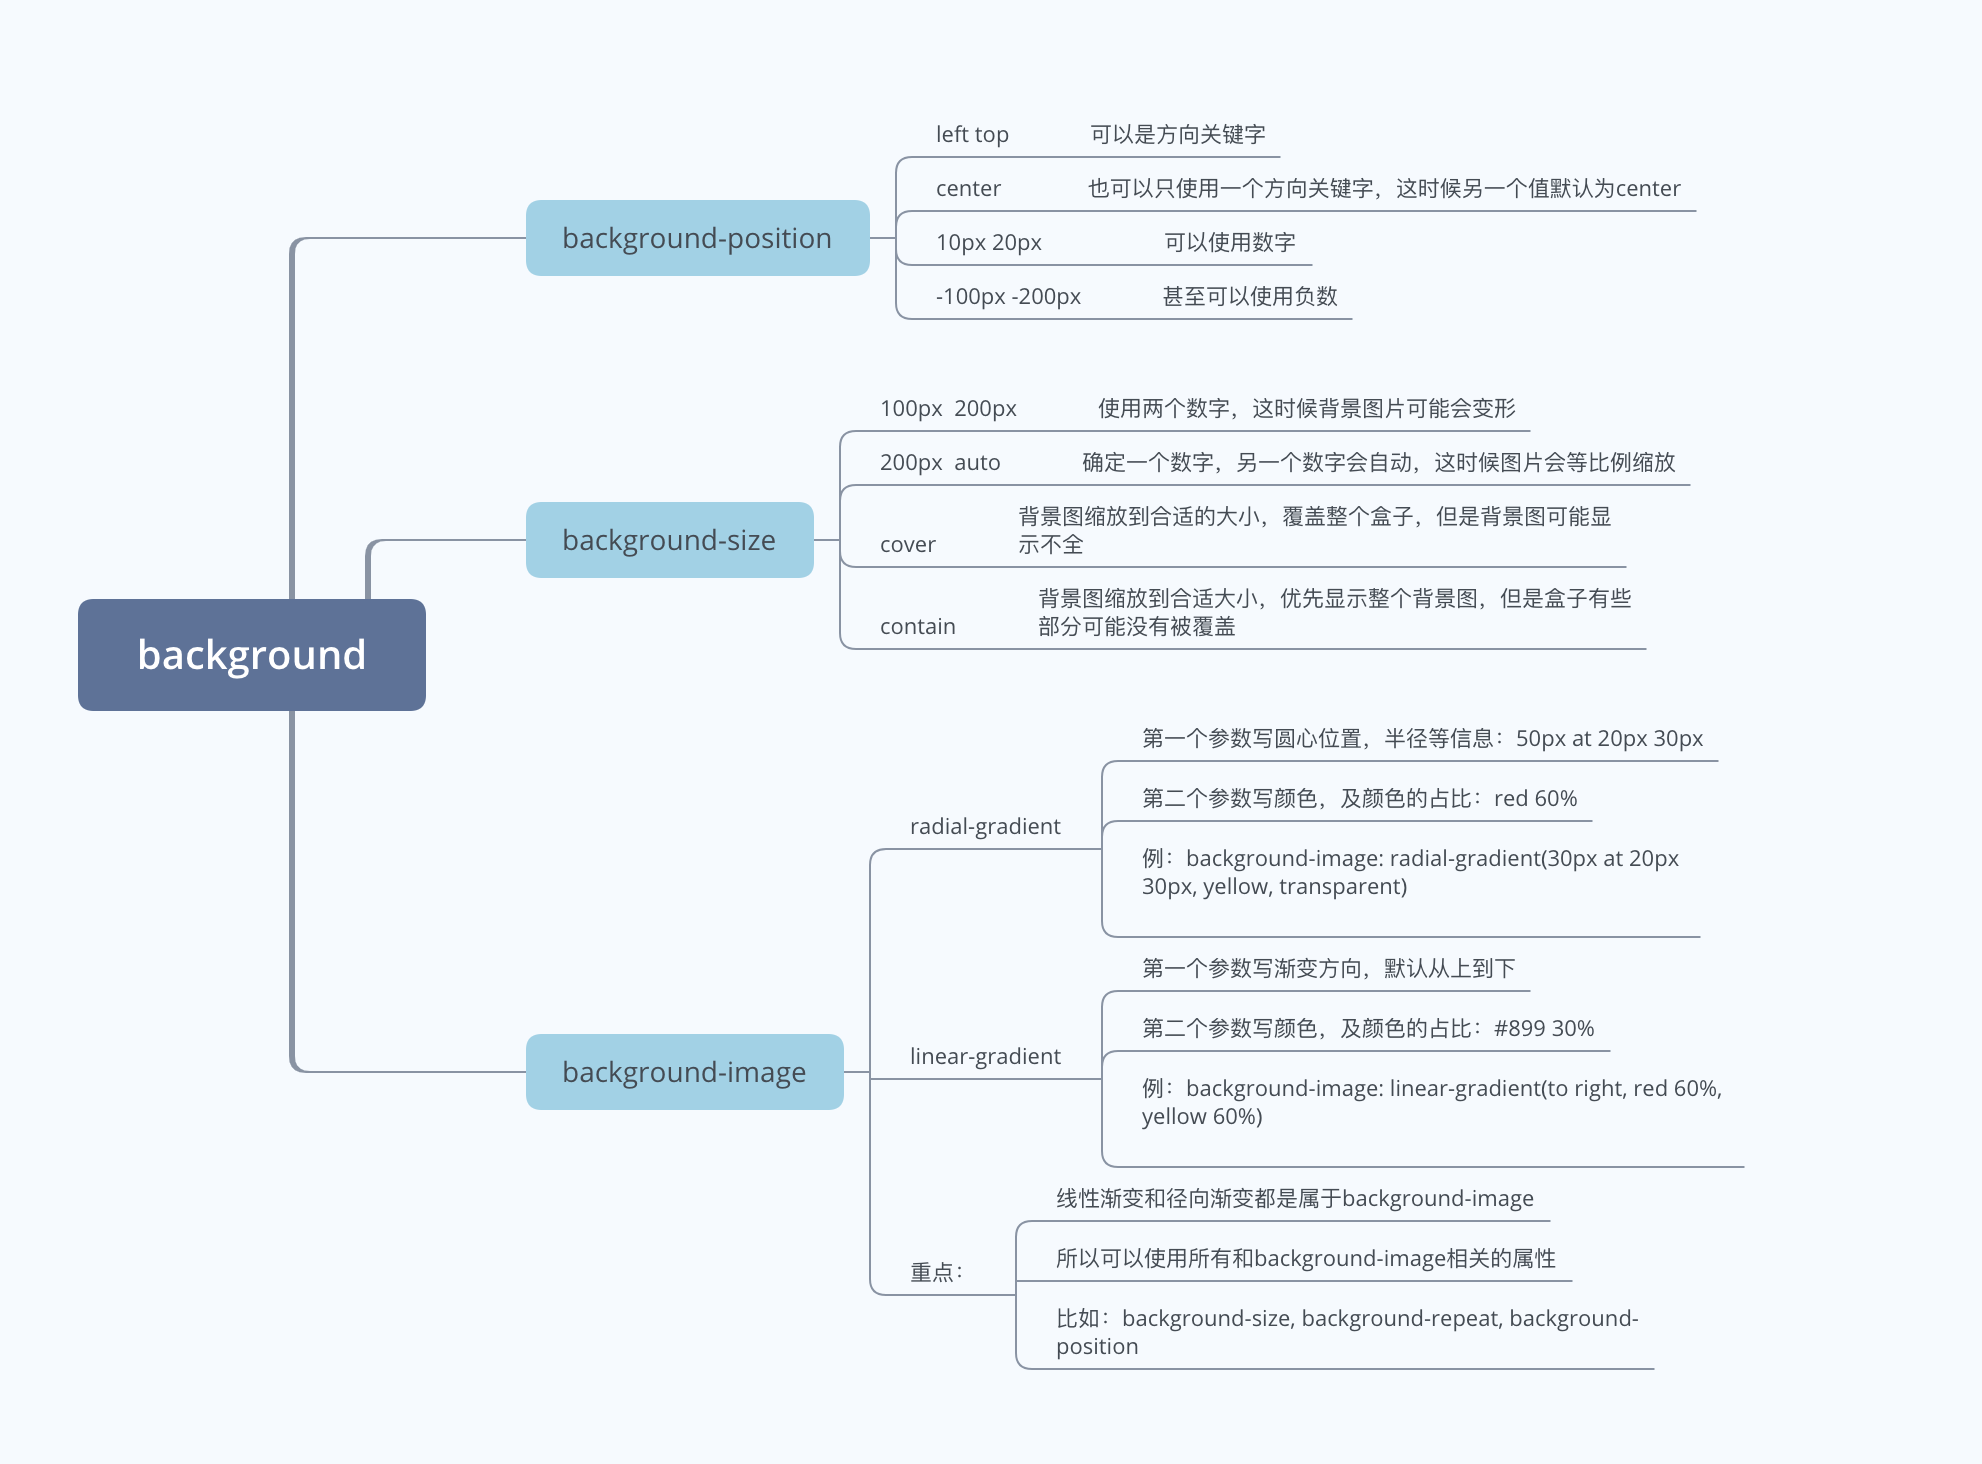 background
background-position
left top 可以是方向关键字
center 也可以只使用一个方向关键字，这时候另一个值默认为center
10px 20px 可以使用数字
-100px -200px 甚至可以使用负数
background-size
100px  200px 使用两个数字，这时候背景图片可能会变形
200px  auto 确定一个数字，另一个数字会自动，这时候图片会等比例缩放
cover 背景图缩放到合适的大小，覆盖整个盒子，但是背景图可能显
示不全
contain 背景图缩放到合适大小，优先显示整个背景图，但是盒子有些
部分可能没有被覆盖
background-image
radial-gradient
第一个参数写圆心位置，半径等信息：50px at 20px 30px
第二个参数写颜色，及颜色的占比：red 60%
例：background-image: radial-gradient(30px at 20px
30px, yellow, transparent)
linear-gradient
第一个参数写渐变方向，默认从上到下
第二个参数写颜色，及颜色的占比：#899 30%
例：background-image: linear-gradient(to right, red 60%,
yellow 60%)
重点：
线性渐变和径向渐变都是属于background-image
所以可以使用所有和background-image相关的属性
比如：background-size, background-repeat, background-
position